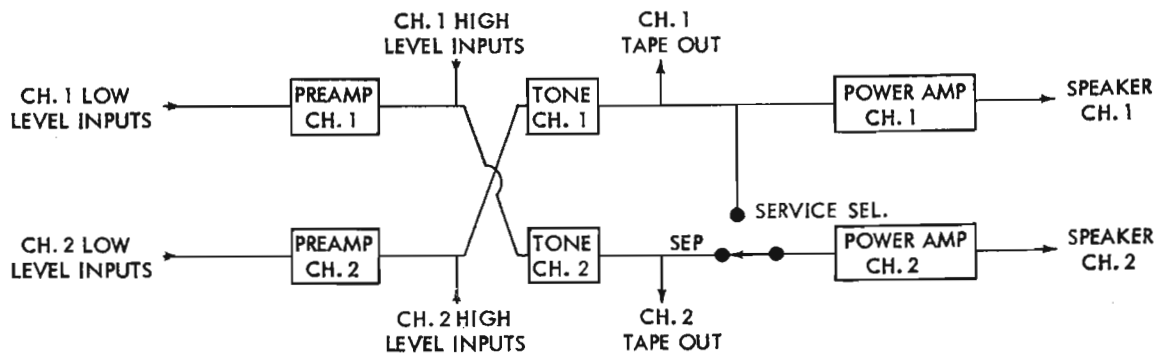 CH. 1 HIGH
LEVEL INPUTS
CH. 1
TAPE OUT
CH. 1 LOW
LEVEL INPUTS
PREAMP
CH. 1
TONE
CH. 1
POWER AMP
CH. 1
SPEAKER
CH. 1
SERVICE SEL.
CH. 2 LOW
LEVEL INPUTS
PREAMP
CH. 2
TONE
CH. 2
SEP
POWER AMP
CH. 2
SPEAKER
CH. 2
CH. 2 HIGH
LEVEL INPUTS
CH. 2
TAPE OUT